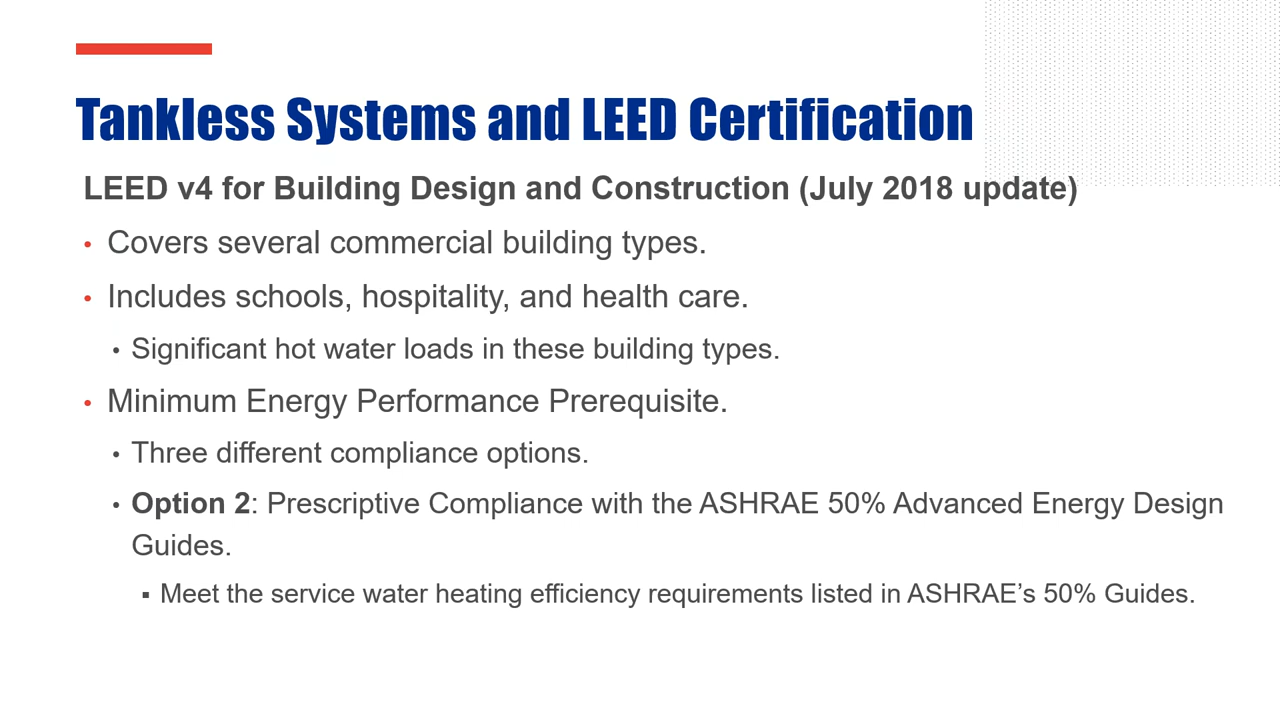 Tankless Systems and LEED Certification
LEED v4 for Building Design and Construction (July 2018 update)
• Covers several commercial building types.
• Includes schools, hospitality, and health care.
• Significant hot water loads in these building types.
• Minimum Energy Performance Prerequisite.
• Three different compliance options.
• Option 2: Prescriptive Compliance with the ASHRAE 50% Advanced Energy Design
Guides.
▪ Meet the service water heating efficiency requirements listed in ASHRAE’s 50% Guides.